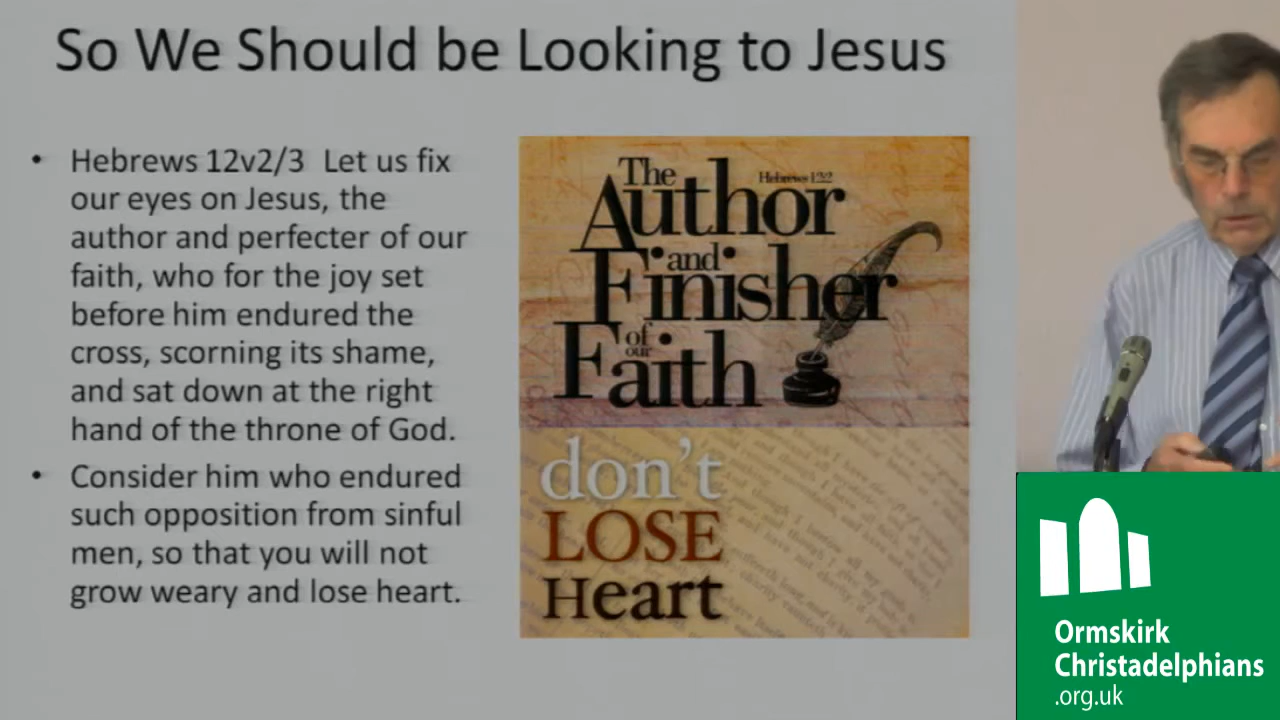 So We Should be Looking to Jesus
• Hebrews 12v2/3 Let us fix
our eyes on Jesus, the
author and perfecter of our
faith, who for the joy set
before him endured the
cross, scorning its shame,
and sat down at the right
hand of the throne of God.
• Consider him who endured
such opposition from sinful
men, so that you will not
grow weary and lose heart.
The
Hebrews 12:2
Author
and
Finisher
of
our
Faith
don't
LOSE
Heart
Ormskirk
Christadelphians
.org.uk